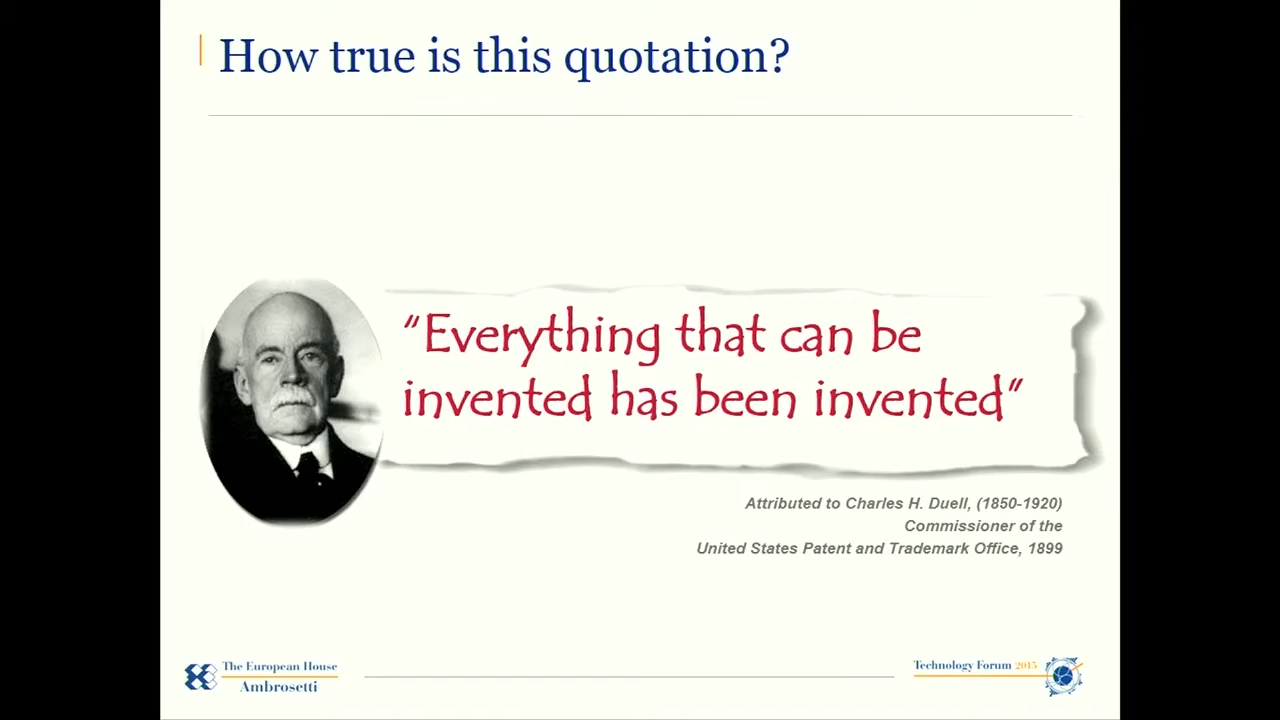 How true is this quotation?
“Everything that can be
invented has been invented“
Attributed to Charles H. Duell, (1850-1920)
Commissioner of the
United States Patent and Trademark Office, 1899
The European House
Ambrosetti
Technology Forum 2015